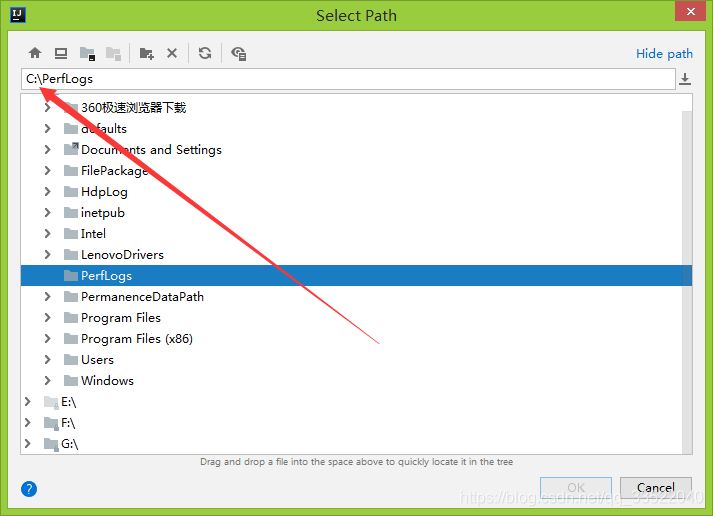 IJ
Select Path
Hide path
C:\PerfLogs
360极速浏览器下载
defaults
Documents and Settings
FilePackage
HdpLog
inetpub
Intel
LenovoDrivers
PerfLogs
PermanenceDataPath
Program Files
Program Files (x86)
Users
Windows
E:\
F:\
G:\
Drag and drop a file into the space above to quickly locate it in the tree
?
OK
Cancel
https://blog.csdn.net/qq_33522040